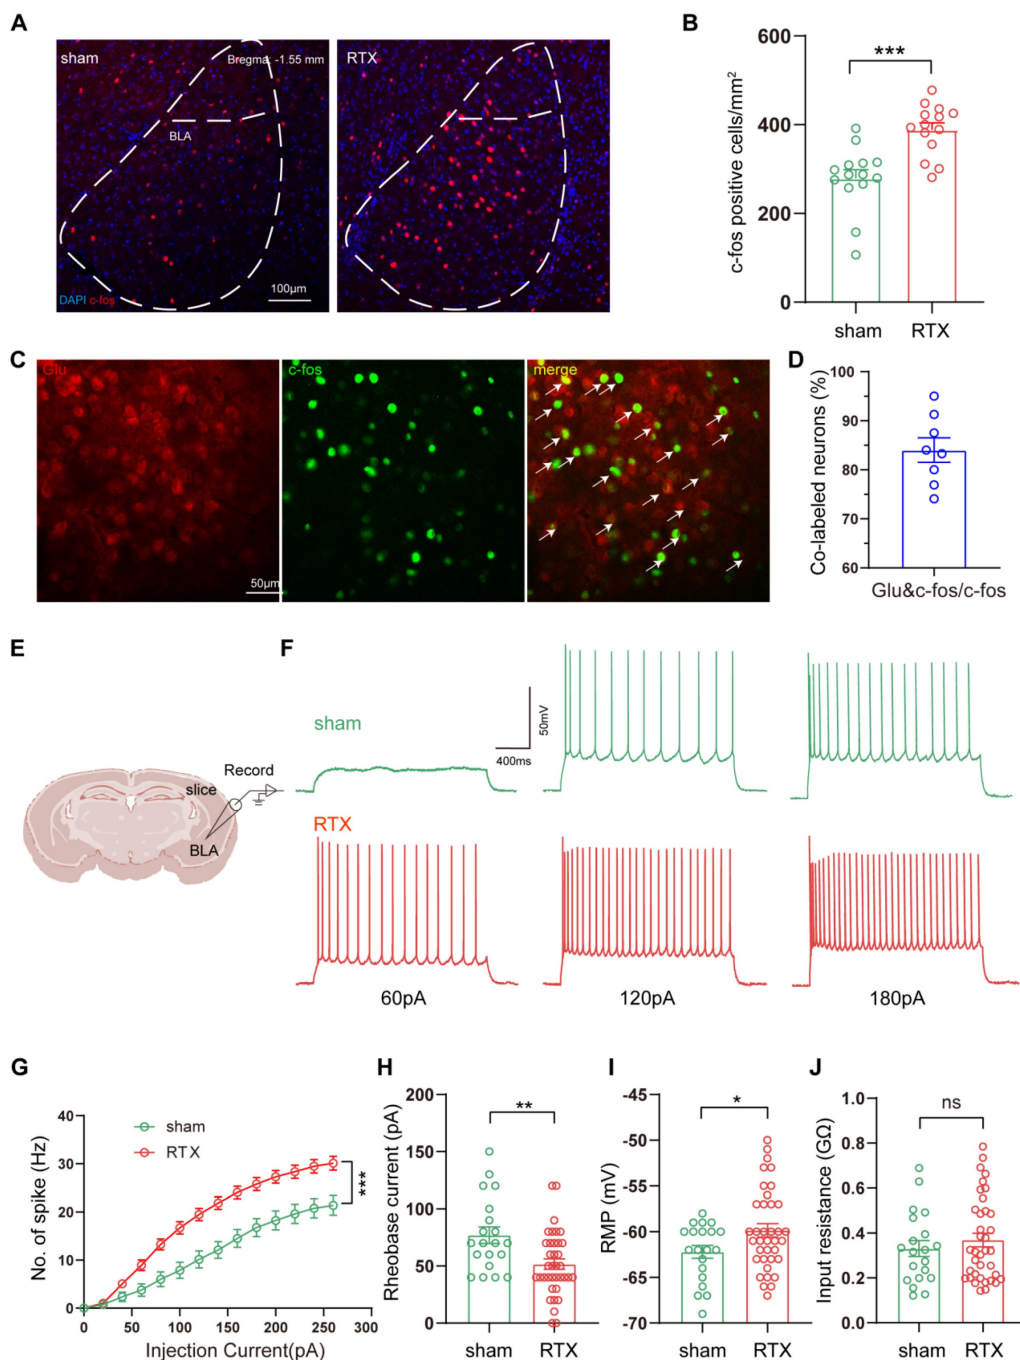 A
sham
Bregma: -1.55 mm
BLA
DAPI c-fos
100μm
RTX
B
c-fos positive cells/mm²
600
400
200
0
***
sham
RTX
C
Glu
50μm
c-fos
merge
D
Co-labeled neurons (%)
100
90
80
70
60
Glu&c-fos/c-fos
E
Record
slice
BLA
F
sham
50mV
400ms
RTX
60pA
120pA
180pA
G
No. of spike (Hz)
40
30
20
10
0
sham
RTX
***
0
50
100
150
200
250
300
Injection Current(pA)
H
Rheobase current (pA)
200
150
100
50
0
**
sham
RTX
I
RMP (mV)
-45
-50
-55
-60
-65
-70
*
sham
RTX
J
Input resistance (GΩ)
1.0
0.8
0.6
0.4
0.2
0.0
ns
sham
RTX